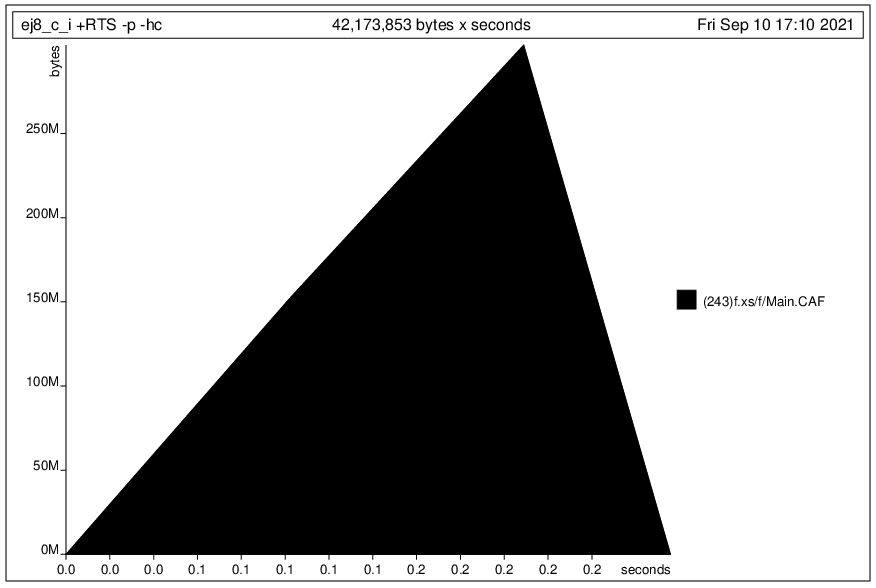 ej8_c_i +RTS -p -hc 42,173,853 bytes x seconds Fri Sep 10 17:10 2021
bytes
250M
200M
150M
(243)f.xs/f/Main.CAF
100M
50M
0M
0.0 0.0 0.0 0.1 0.1 0.1 0.1 0.1 0.2 0.2 0.2 0.2 0.2 seconds